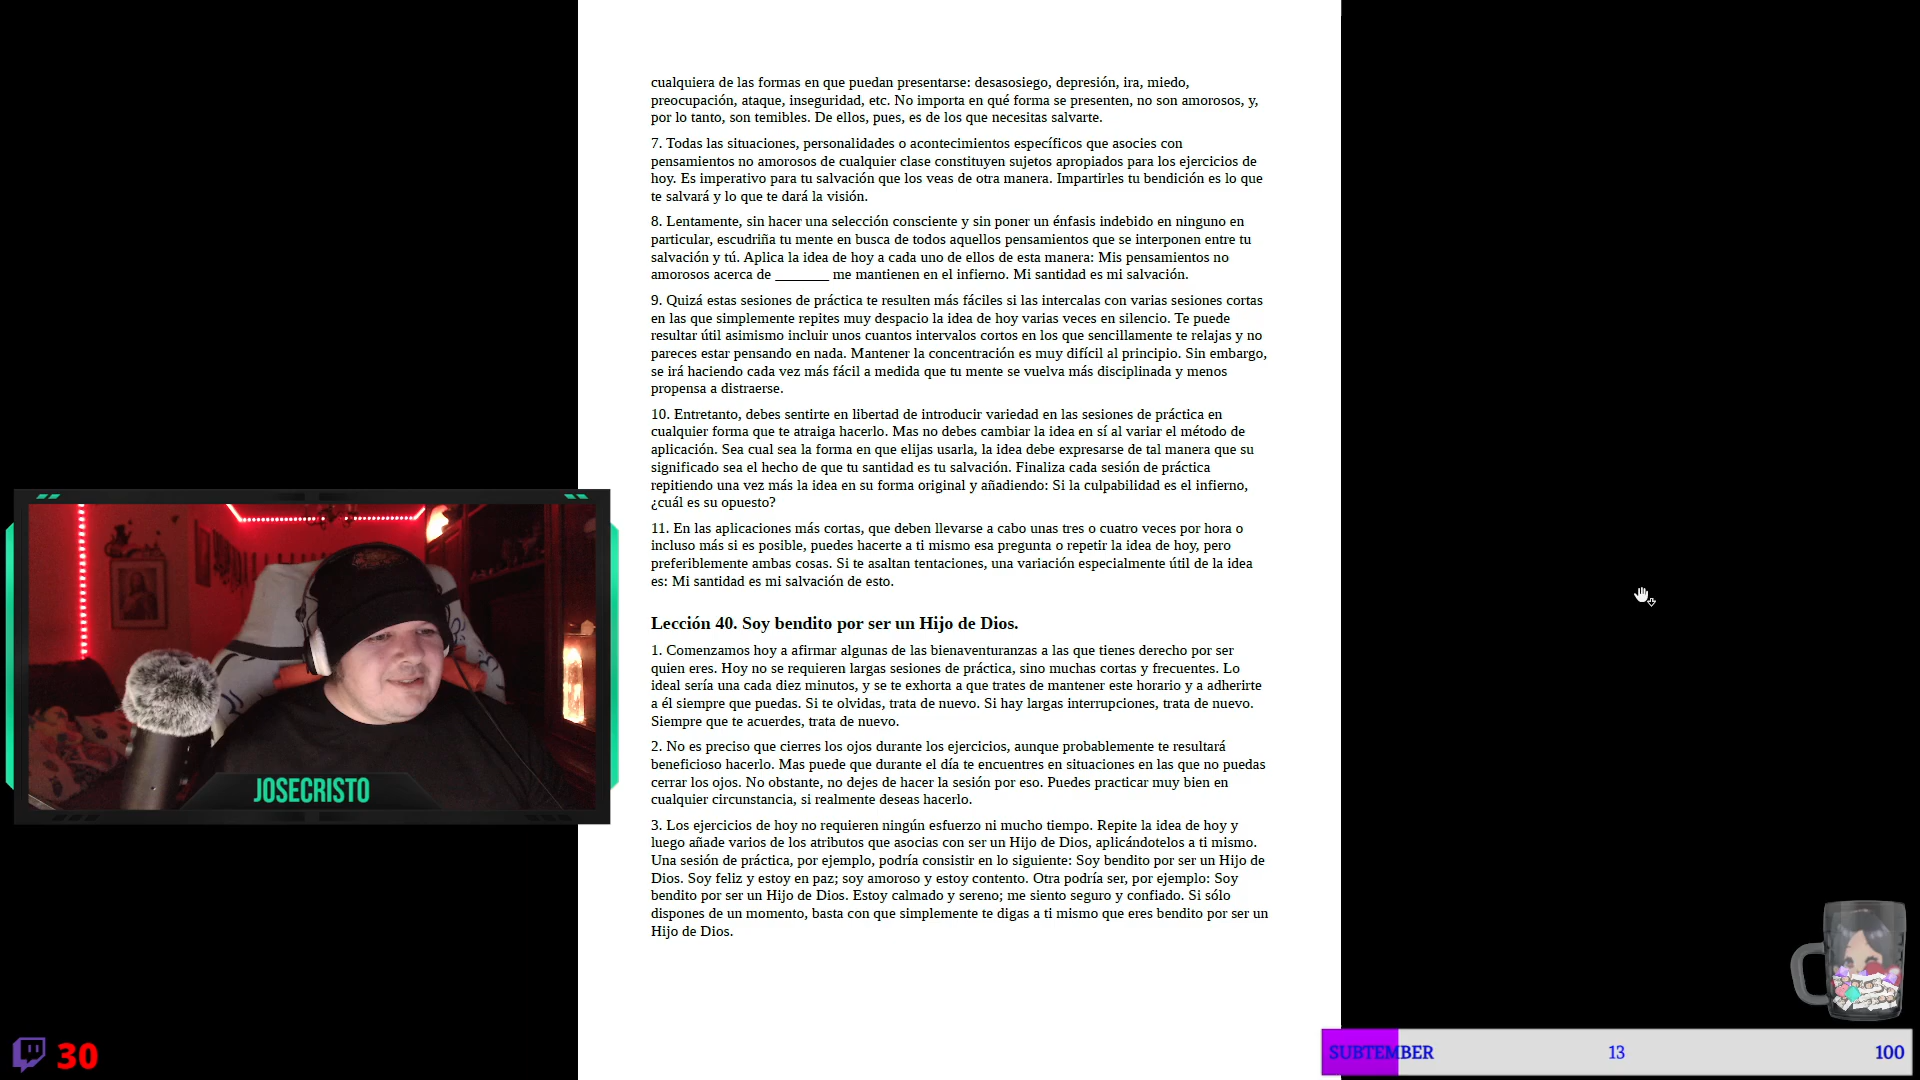 cualquiera de las formas en que puedan presentarse: desasosiego, depresión, ira, miedo,
preocupación, ataque, inseguridad, etc. No importa en qué forma se presenten, no son amorosos, y,
por lo tanto, son temibles. De ellos, pues, es de los que necesitas salvarte.
7. Todas las situaciones, personalidades o acontecimientos específicos que asocies con
pensamientos no amorosos de cualquier clase constituyen sujetos apropiados para los ejercicios de
hoy. Es imperativo para tu salvación que los veas de otra manera. Impartirles tu bendición es lo que
te salvará y lo que te dará la visión.
8. Lentamente, sin hacer una selección consciente y sin poner un énfasis indebido en ninguno en
particular, escudriña tu mente en busca de todos aquellos pensamientos que se interponen entre tu
salvación y tú. Aplica la idea de hoy a cada uno de ellos de esta manera: Mis pensamientos no
amorosos acerca de _______ me mantienen en el infierno. Mi santidad es mi salvación.
9. Quizá estas sesiones de práctica te resulten más fáciles si las intercalas con varias sesiones cortas
en las que simplemente repites muy despacio la idea de hoy varias veces en silencio. Te puede
resultar útil asimismo incluir unos cuantos intervalos cortos en los que sencillamente te relajas y no
pareces estar pensando en nada. Mantener la concentración es muy difícil al principio. Sin embargo,
se irá haciendo cada vez más fácil a medida que tu mente se vuelva más disciplinada y menos
propensa a distraerse.
10. Entretanto, debes sentirte en libertad de introducir variedad en las sesiones de práctica en
cualquier forma que te atraiga hacerlo. Mas no debes cambiar la idea en sí al variar el método de
aplicación. Sea cual sea la forma en que elijas usarla, la idea debe expresarse de tal manera que su
significado sea el hecho de que tu santidad es tu salvación. Finaliza cada sesión de práctica
repitiendo una vez más la idea en su forma original y añadiendo: Si la culpabilidad es el infierno,
¿cuál es su opuesto?
11. En las aplicaciones más cortas, que deben llevarse a cabo unas tres o cuatro veces por hora o
incluso más si es posible, puedes hacerte a ti mismo esa pregunta o repetir la idea de hoy, pero
preferiblemente ambas cosas. Si te asaltan tentaciones, una variación especialmente útil de la idea
es: Mi santidad es mi salvación de esto.
Lección 40. Soy bendito por ser un Hijo de Dios.
1. Comenzamos hoy a afirmar algunas de las bienaventuranzas a las que tienes derecho por ser
quien eres. Hoy no se requieren largas sesiones de práctica, sino muchas cortas y frecuentes. Lo
ideal sería una cada diez minutos, y se te exhorta a que trates de mantener este horario y a adherirte
a él siempre que puedas. Si te olvidas, trata de nuevo. Si hay largas interrupciones, trata de nuevo.
Siempre que te acuerdes, trata de nuevo.
2. No es preciso que cierres los ojos durante los ejercicios, aunque probablemente te resultará
beneficioso hacerlo. Mas puede que durante el día te encuentres en situaciones en las que no puedas
cerrar los ojos. No obstante, no dejes de hacer la sesión por eso. Puedes practicar muy bien en
cualquier circunstancia, si realmente deseas hacerlo.
3. Los ejercicios de hoy no requieren ningún esfuerzo ni mucho tiempo. Repite la idea de hoy y
luego añade varios de los atributos que asocias con ser un Hijo de Dios, aplicándotelos a ti mismo.
Una sesión de práctica, por ejemplo, podría consistir en lo siguiente: Soy bendito por ser un Hijo de
Dios. Soy feliz y estoy en paz; soy amoroso y estoy contento. Otra podría ser, por ejemplo: Soy
bendito por ser un Hijo de Dios. Estoy calmado y sereno; me siento seguro y confiado. Si sólo
dispones de un momento, basta con que simplemente te digas a ti mismo que eres bendito por ser un
Hijo de Dios.
JOSECRISTO
30
SUBTEMBER 13 100